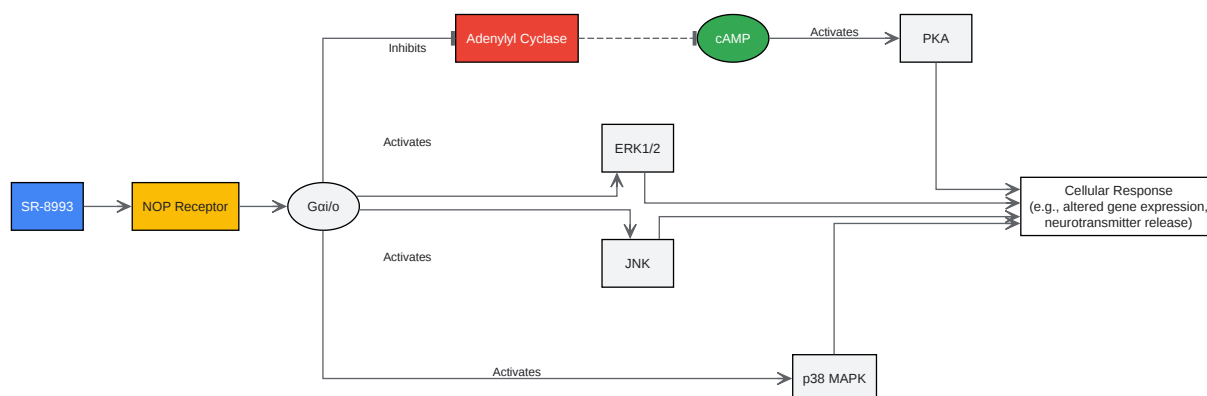 Adenylyl Cyclase
cAMP
Activates
PKA
Inhibits
Activates
ERK1/2
SR-8993
NOP Receptor
Gαi/o
Cellular Response
(e.g., altered gene expression,
neurotransmitter release)
Activates
JNK
Activates
p38 MAPK